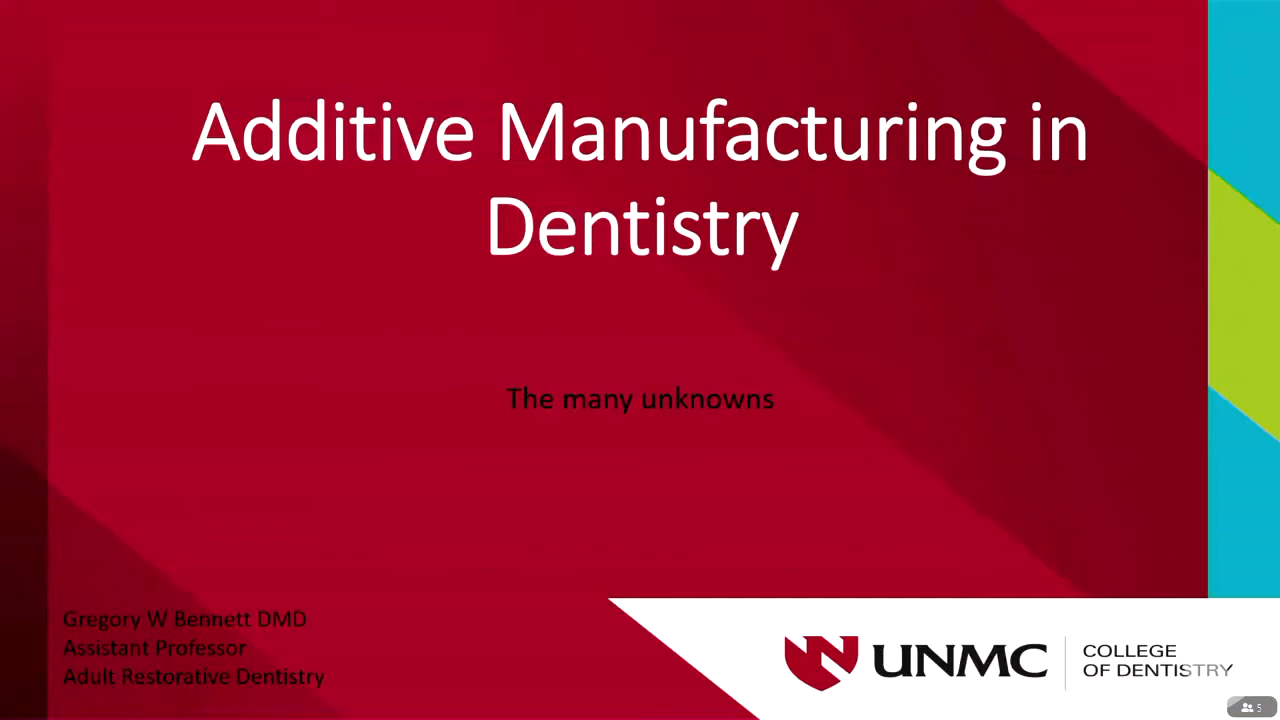 Additive Manufacturing in
Dentistry
The many unknowns
Gregory W Bennett DMD
Assistant Professor
Adult Restorative Dentistry
N
UNMC
COLLEGE
OF DENTISTRY
5